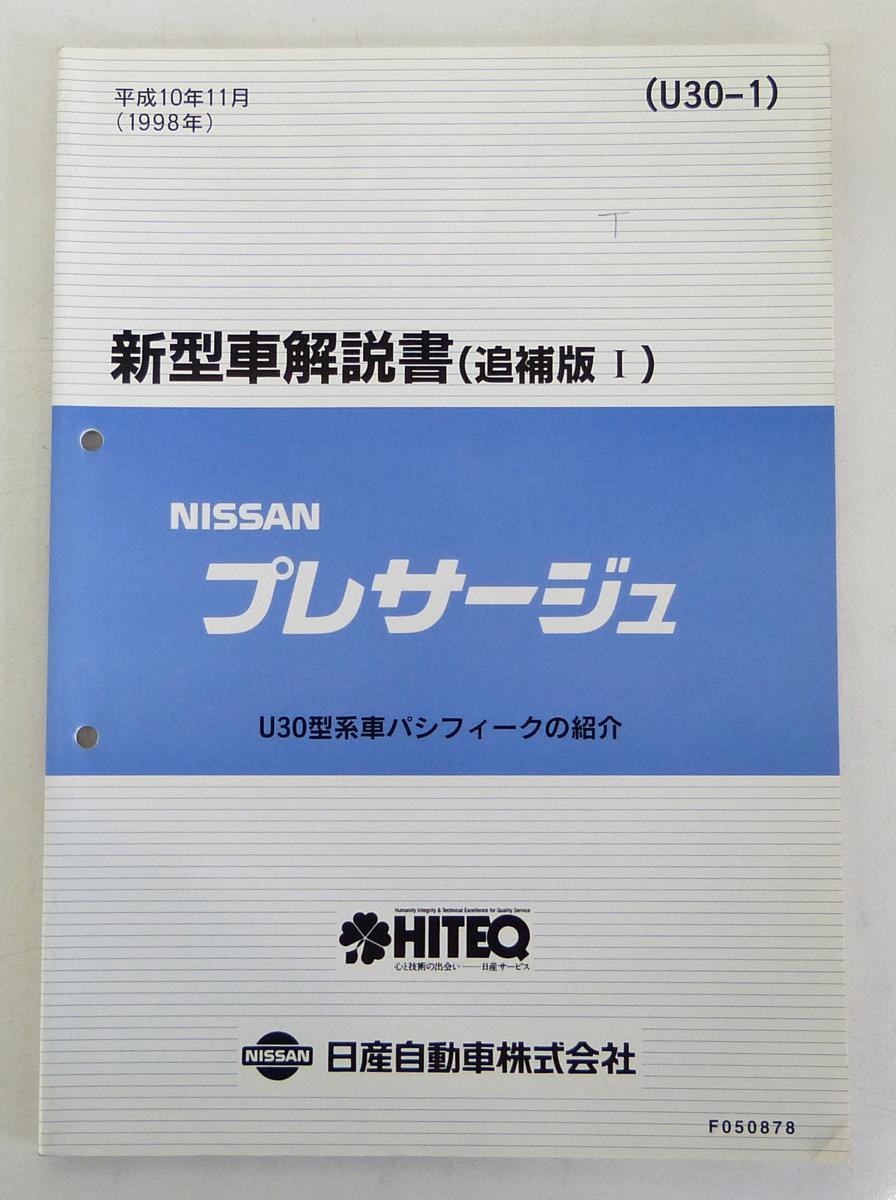 平成10年11月
(1998年)
(U30-1)
T
新型車解説書(追補版 I)
NISSAN
プレサージュ
U30型系車パシフィークの紹介
Humanity Integrity & Technical Excellence for Quality Service
HITEQ
心と技術の出会い──日産サービス
NISSAN 日産自動車株式会社
F050878